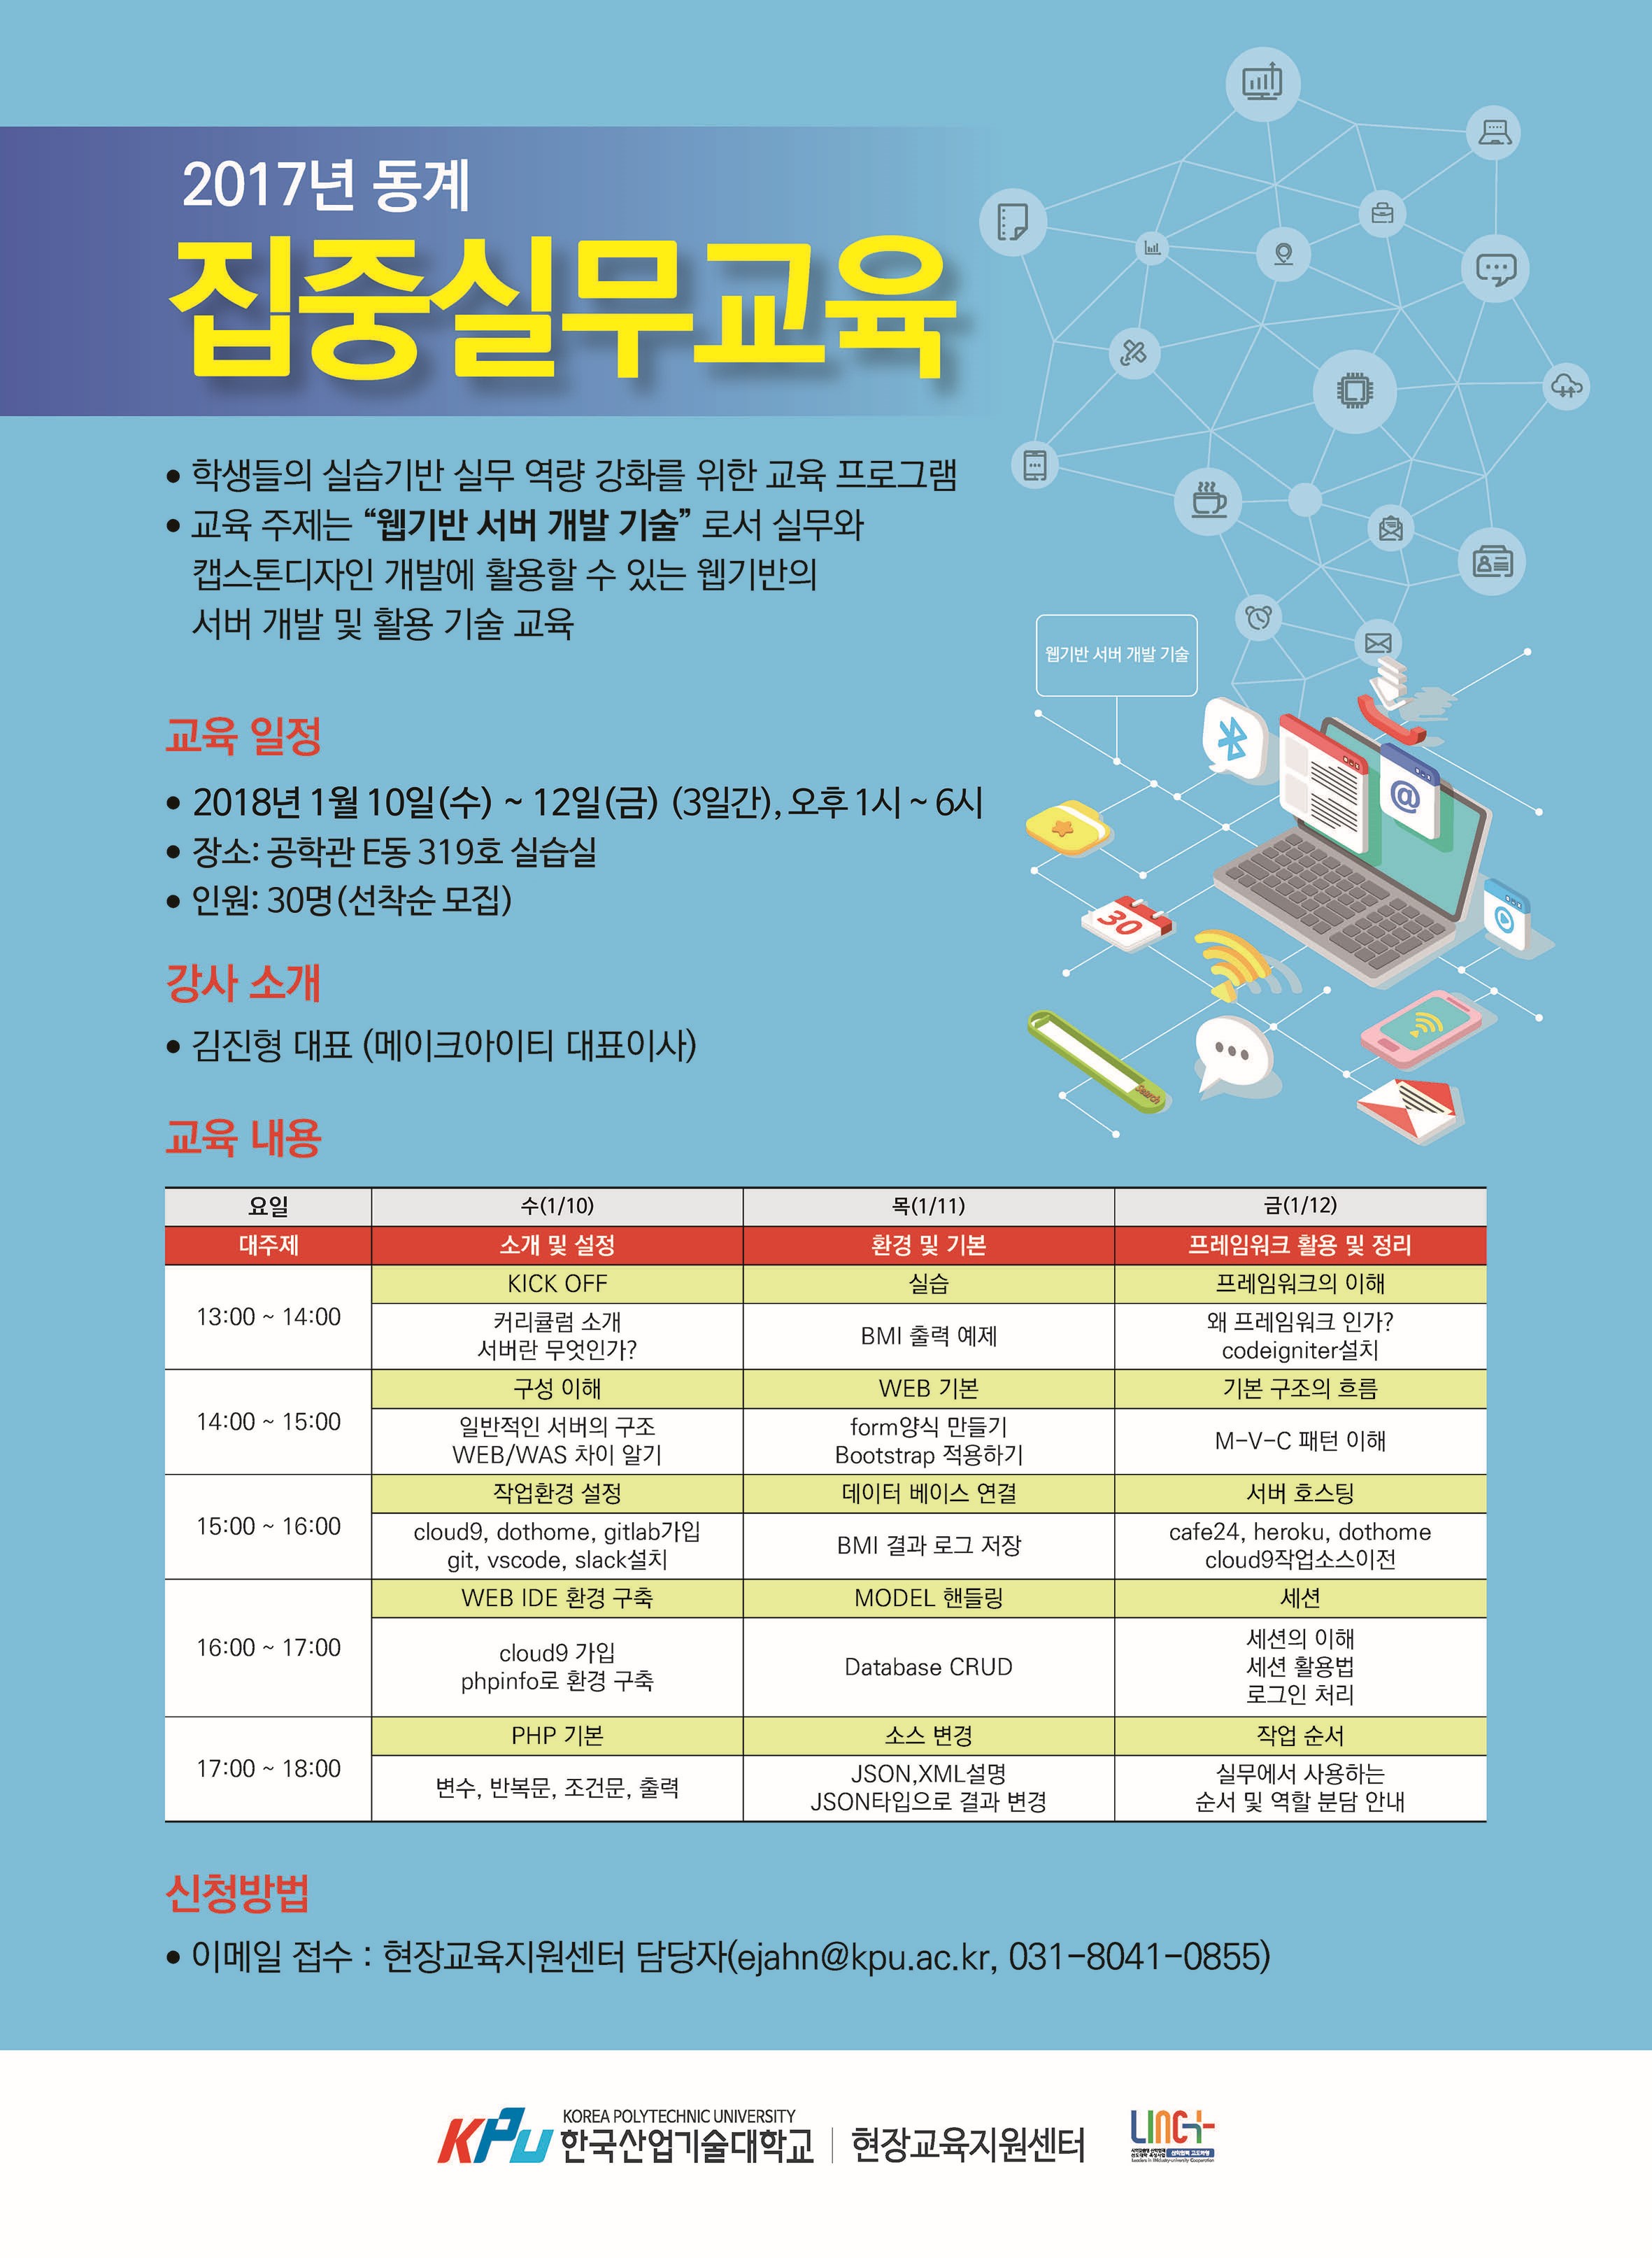 2017년 동계
집중실무교육
• 학생들의 실습기반 실무 역량 강화를 위한 교육 프로그램
• 교육 주제는 “웹기반 서버 개발 기술” 로서 실무와
캡스톤디자인 개발에 활용할 수 있는 웹기반의
서버 개발 및 활용 기술 교육
웹기반 서버 개발 기술
교육 일정
• 2018년 1월 10일(수) ~ 12일(금) (3일간), 오후 1시 ~ 6시
• 장소: 공학관 E동 319호 실습실
• 인원: 30명(선착순 모집)
@
30
Search
강사 소개
• 김진형 대표 (메이크아이티 대표이사)
교육 내용
요일 수(1/10) 목(1/11) 금(1/12)
대주제 소개 및 설정 환경 및 기본 프레임워크 활용 및 정리
13:00 ~ 14:00
KICK OFF 실습 프레임워크의 이해
커리큘럼 소개
서버란 무엇인가?
BMI 출력 예제
왜 프레임워크 인가?
codeigniter설치
14:00 ~ 15:00
구성 이해 WEB 기본 기본 구조의 흐름
일반적인 서버의 구조
WEB/WAS 차이 알기
form양식 만들기
Bootstrap 적용하기
M-V-C 패턴 이해
15:00 ~ 16:00
작업환경 설정 데이터 베이스 연결 서버 호스팅
cloud9, dothome, gitlab가입
git, vscode, slack설치
BMI 결과 로그 저장
cafe24, heroku, dothome
cloud9작업소스이전
16:00 ~ 17:00
WEB IDE 환경 구축 MODEL 핸들링 세션
cloud9 가입
phpinfo로 환경 구축
Database CRUD
세션의 이해
세션 활용법
로그인 처리
17:00 ~ 18:00
PHP 기본 소스 변경 작업 순서
변수, 반복문, 조건문, 출력
JSON,XML설명
JSON타입으로 결과 변경
실무에서 사용하는
순서 및 역할 분담 안내
신청방법
• 이메일 접수 : 현장교육지원센터 담당자(ejahn@kpu.ac.kr, 031-8041-0855)
KPU
KOREA POLYTECHNIC UNIVERSITY
한국산업기술대학교
현장교육지원센터
LINC+
산학협력 고도화형
Leaders in INdustry-university Cooperation